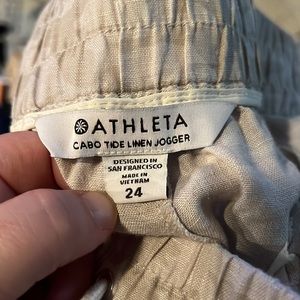 ATHLETA
CABO TIDE LINEN JOGGER
DESIGNED IN
SAN FRANCISCO
MADE IN
VIETNAM
24